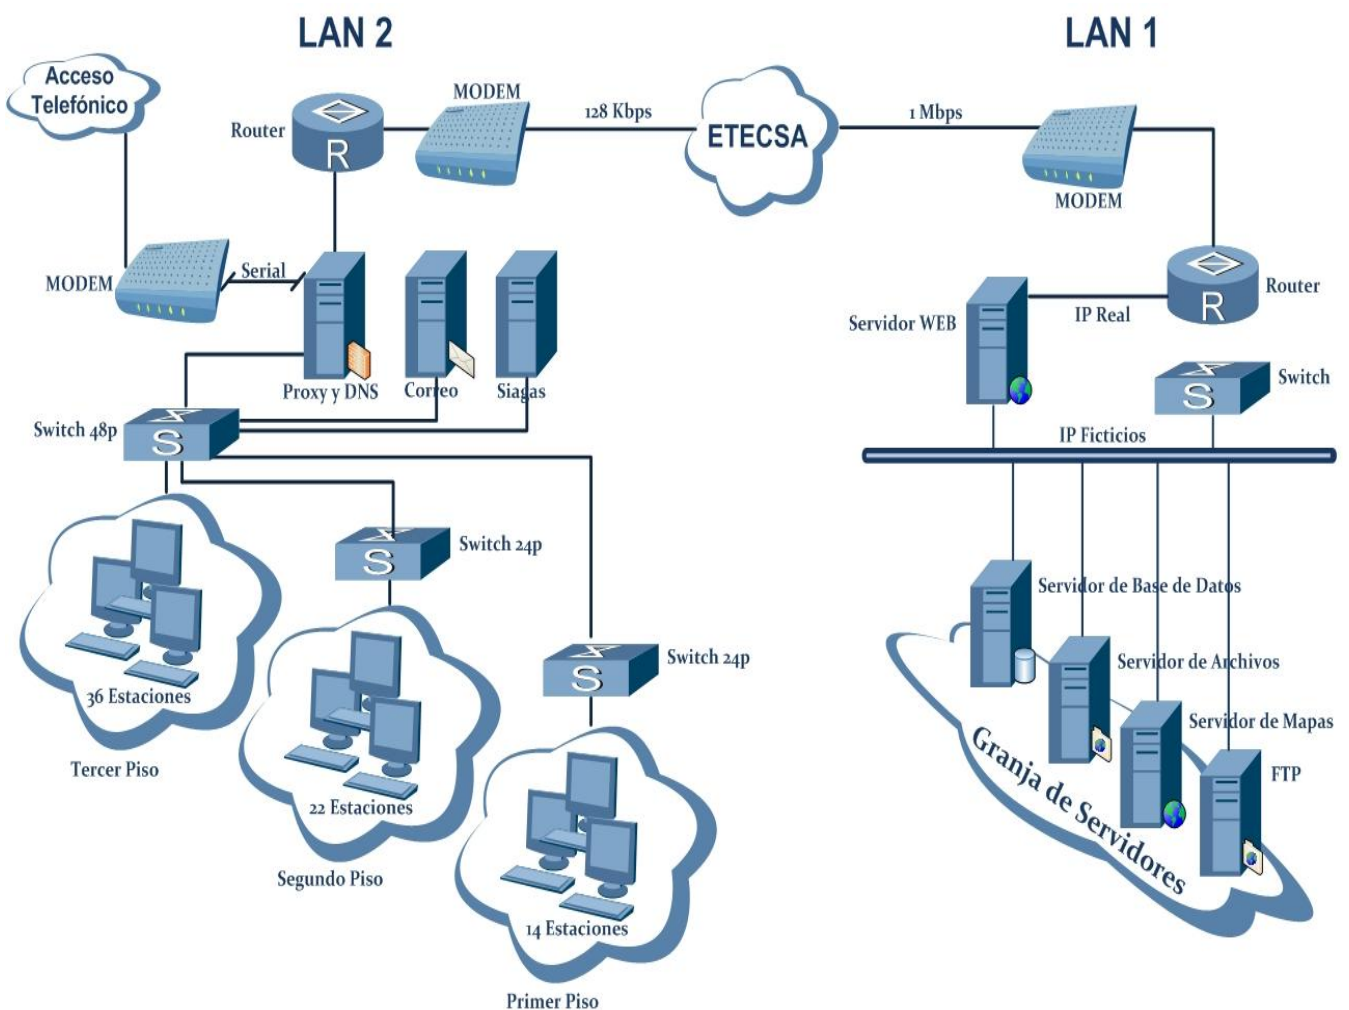 LAN 2
LAN 1
Acceso
Telefónico
MODEM
Router
R
128 Kbps
ETECSA
1 Mbps
MODEM
MODEM
Serial
Router
R
IP Real
Servidor WEB
Proxy y DNS
Correo
Siagas
Switch
S
Switch 48p
S
IP Ficticios
Switch 24p
S
Servidor de Base de Datos
Switch 24p
S
Servidor de Archivos
36 Estaciones
Servidor de Mapas
Tercer Piso
Granja de Servidores
FTP
22 Estaciones
Segundo Piso
14 Estaciones
Primer Piso